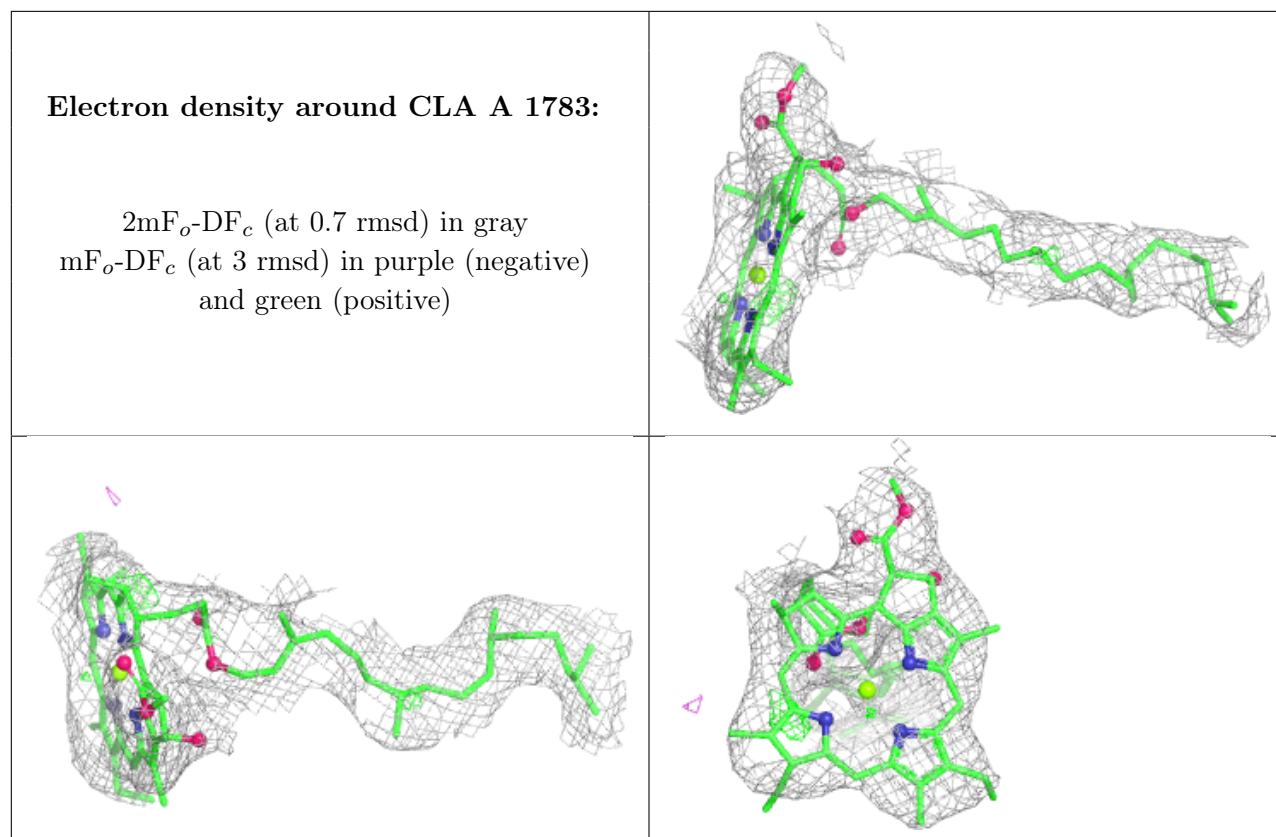 Electron density around CLA A 1783:
2mFo-DFc (at 0.7 rmsd) in gray
mFo-DFc (at 3 rmsd) in purple (negative)
and green (positive)